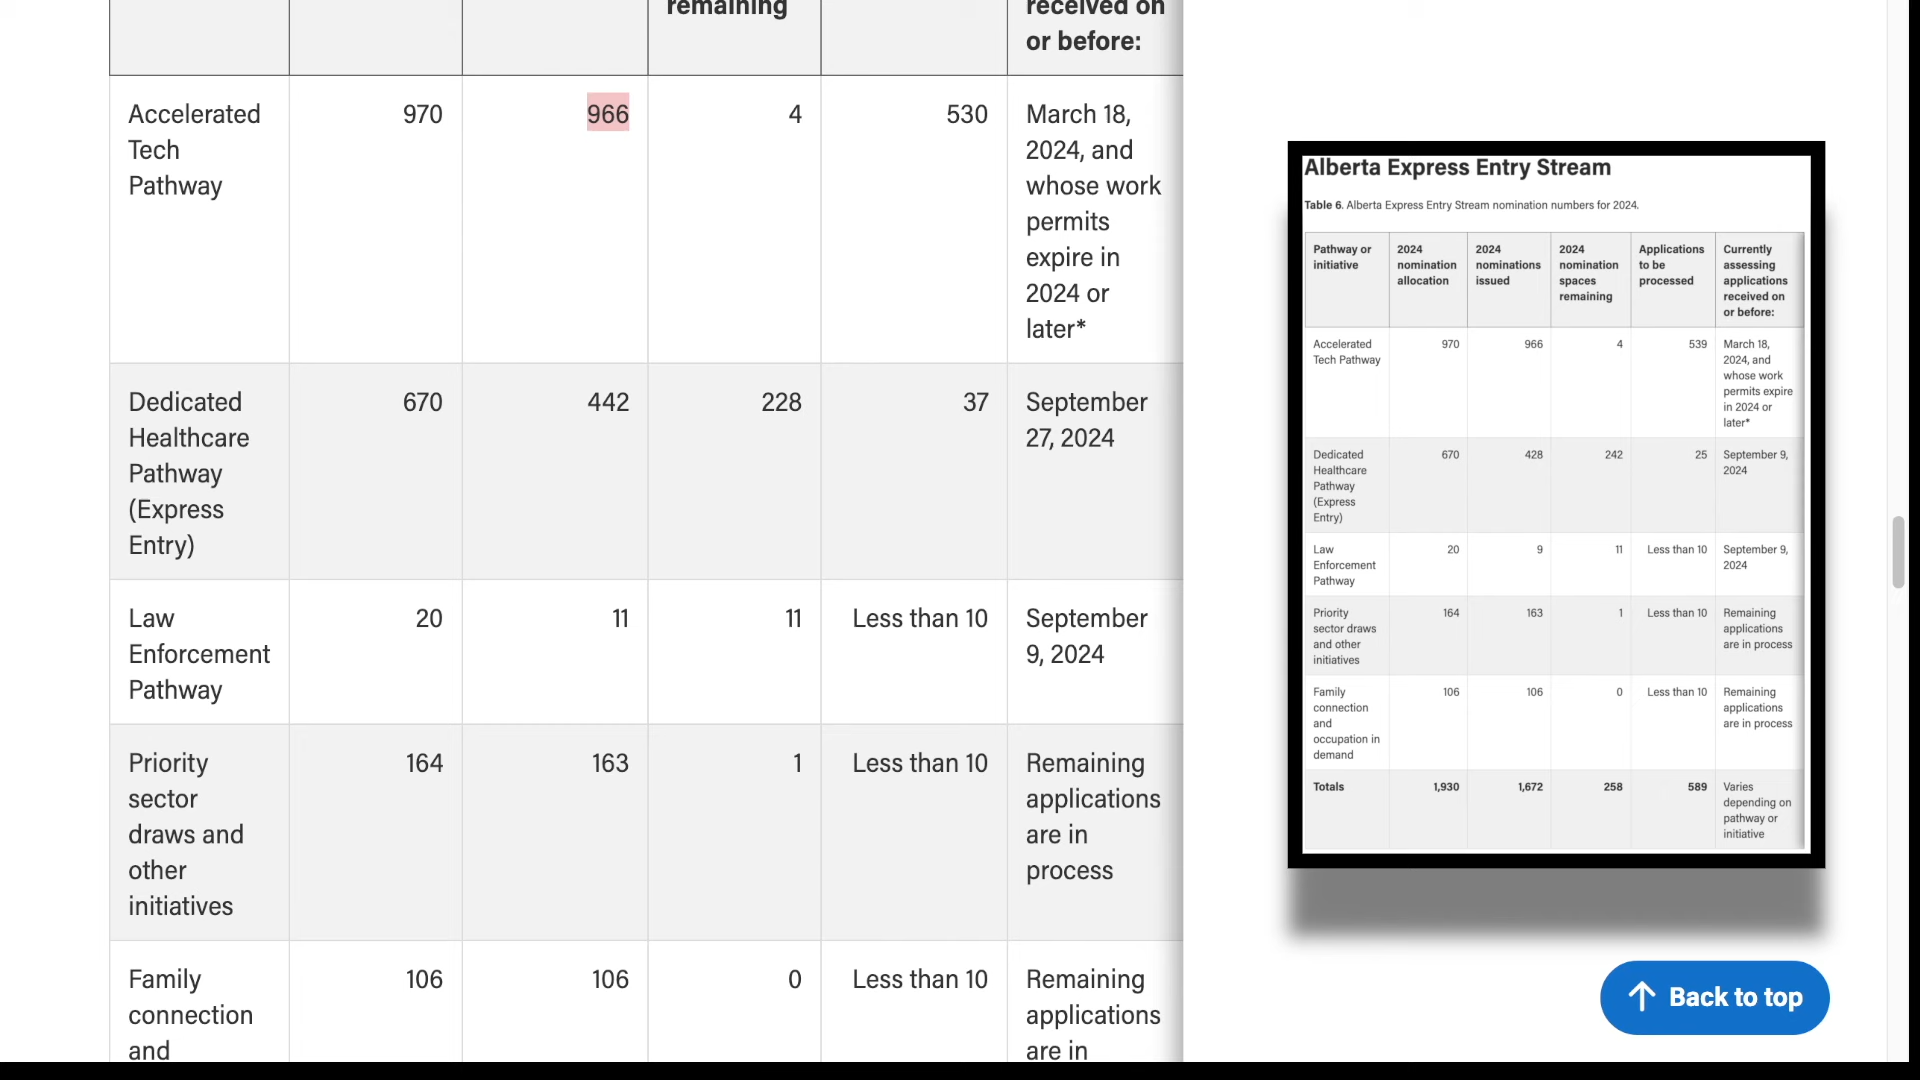 remaining
received on
or before:
Accelerated
Tech
Pathway
970
966
4
530
March 18,
2024, and
whose work
permits
expire in
2024 or
later*
Dedicated
Healthcare
Pathway
(Express
Entry)
670
442
228
37
September
27, 2024
Law
Enforcement
Pathway
20
11
11
Less than 10
September
9, 2024
Priority
sector
draws and
other
initiatives
164
163
1
Less than 10
Remaining
applications
are in
process
Family
connection
and
106
106
0
Less than 10
Remaining
applications
are in
Alberta Express Entry Stream
Table 6. Alberta Express Entry Stream nomination numbers for 2024.
Pathway or
initiative
2024
nomination
allocation
2024
nominations
issued
2024
nomination
spaces
remaining
Applications
to be
processed
Currently
assessing
applications
received on
or before:
Accelerated
Tech Pathway
970
966
4
539
March 18,
2024, and
whose work
permits expire
in 2024 or
later*
Dedicated
Healthcare
Pathway
(Express
Entry)
670
428
242
25
September 9,
2024
Law
Enforcement
Pathway
20
9
11
Less than 10
September 9,
2024
Priority
sector draws
and other
initiatives
164
163
1
Less than 10
Remaining
applications
are in process
Family
connection
and
occupation in
demand
106
106
0
Less than 10
Remaining
applications
are in process
Totals
1,930
1,672
258
589
Varies
depending on
pathway or
initiative
Back to top